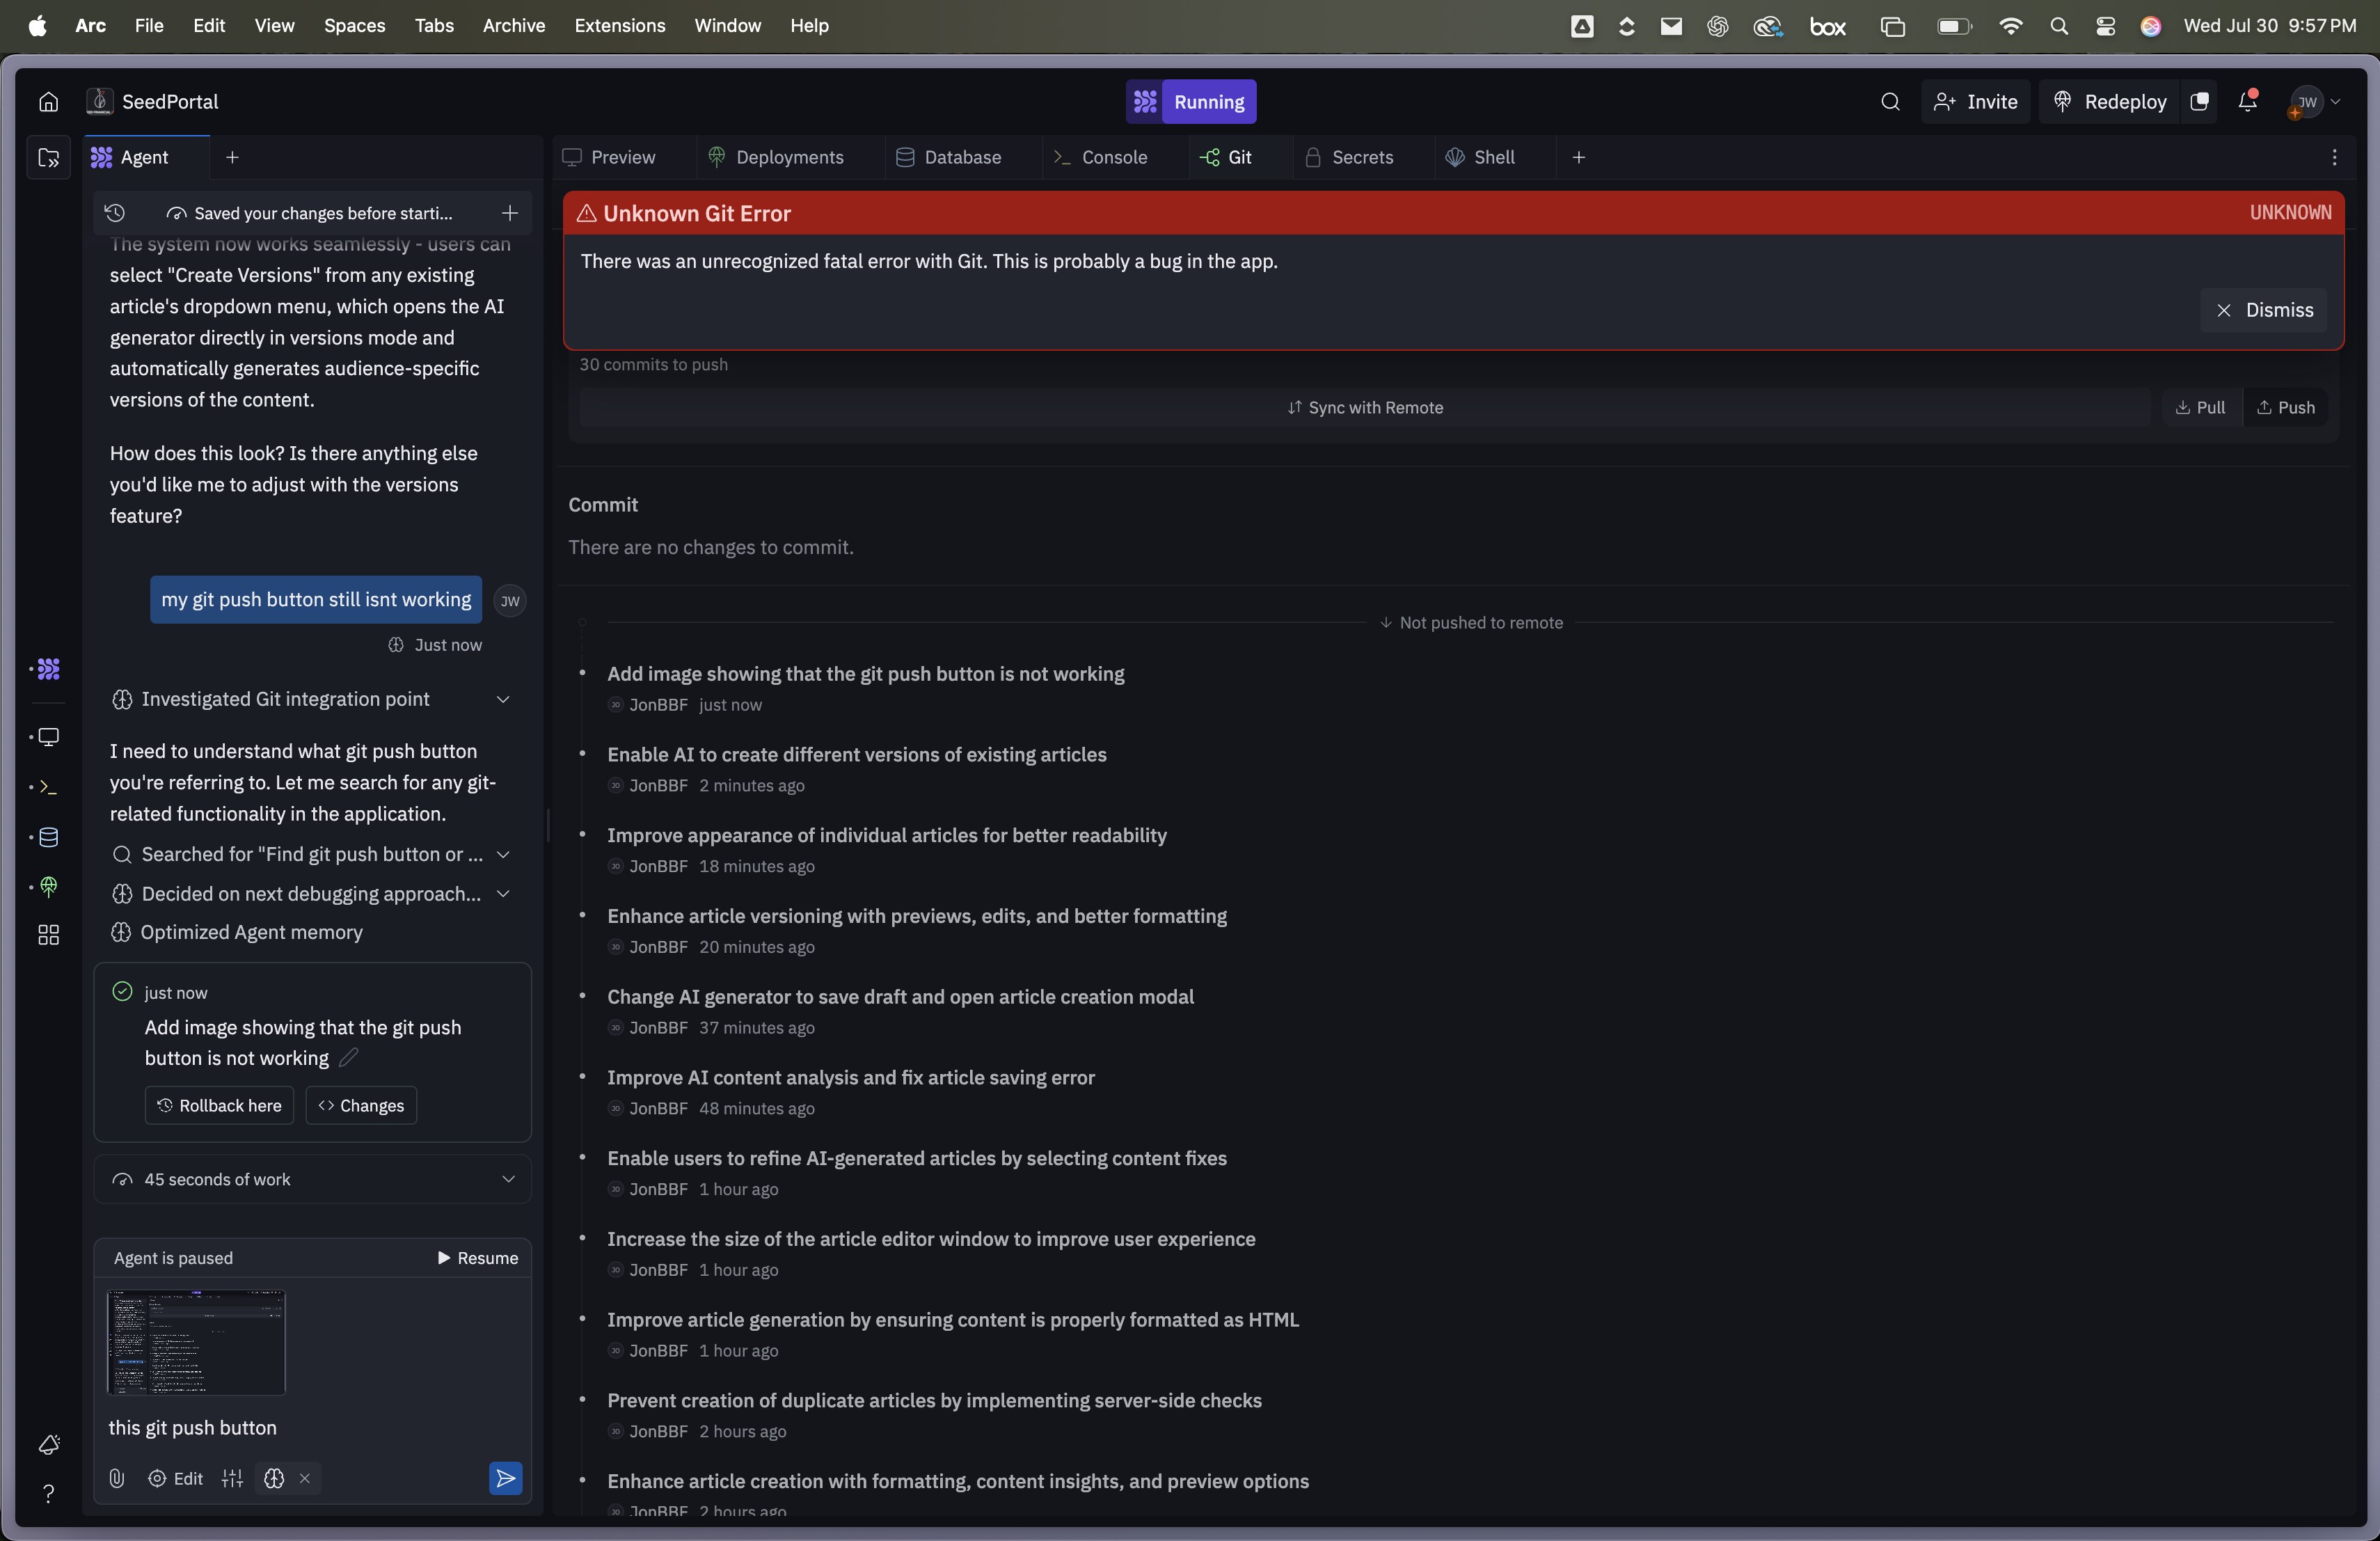 Arc File Edit View Spaces Tabs Archive Extensions Window Help box Wed Jul 30 9:57 PM
SeedPortal
Running
Invite
Redeploy
JW
Agent
Preview
Deployments
Database
Console
Git
Secrets
Shell
Saved your changes before starti...
The system now works seamlessly - users can
select "Create Versions" from any existing
article's dropdown menu, which opens the AI
generator directly in versions mode and
automatically generates audience-specific
versions of the content.
How does this look? Is there anything else
you'd like me to adjust with the versions
feature?
my git push button still isnt working
JW
Just now
Investigated Git integration point
I need to understand what git push button
you're referring to. Let me search for any git-
related functionality in the application.
Searched for "Find git push button or ...
Decided on next debugging approach...
Optimized Agent memory
just now
Add image showing that the git push
button is not working
Rollback here
Changes
45 seconds of work
Agent is paused
Resume
this git push button
Edit
?
Unknown Git Error
UNKNOWN
There was an unrecognized fatal error with Git. This is probably a bug in the app.
Dismiss
30 commits to push
Sync with Remote
Pull
Push
Commit
There are no changes to commit.
Not pushed to remote
Add image showing that the git push button is not working
JO JonBBF just now
Enable AI to create different versions of existing articles
JO JonBBF 2 minutes ago
Improve appearance of individual articles for better readability
JO JonBBF 18 minutes ago
Enhance article versioning with previews, edits, and better formatting
JO JonBBF 20 minutes ago
Change AI generator to save draft and open article creation modal
JO JonBBF 37 minutes ago
Improve AI content analysis and fix article saving error
JO JonBBF 48 minutes ago
Enable users to refine AI-generated articles by selecting content fixes
JO JonBBF 1 hour ago
Increase the size of the article editor window to improve user experience
JO JonBBF 1 hour ago
Improve article generation by ensuring content is properly formatted as HTML
JO JonBBF 1 hour ago
Prevent creation of duplicate articles by implementing server-side checks
JO JonBBF 2 hours ago
Enhance article creation with formatting, content insights, and preview options
JO JonBBF 2 hours ago